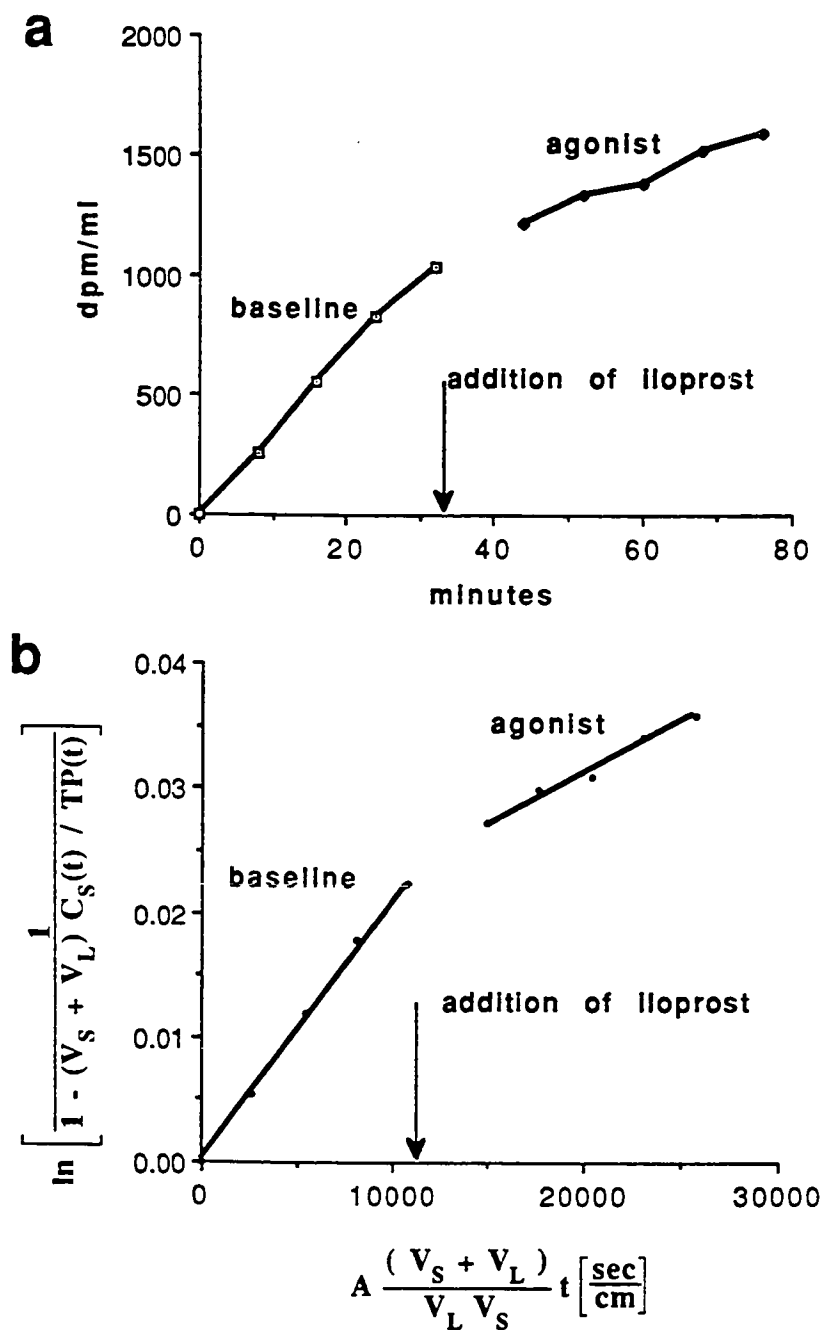 a
2000
1500
1000
500
0
dpm/ml
agonist
baseline
addition of iloprost
0 20 40 60 80
minutes
b
0.04
0.03
0.02
0.01
0.00
ln [ 1 / 1 - (V_S + V_L) C_S(t) / TP(t) ]
agonist
baseline
addition of iloprost
0 10000 20000 30000
A ( V_S + V_L ) / V_L V_S t [ sec / cm ]